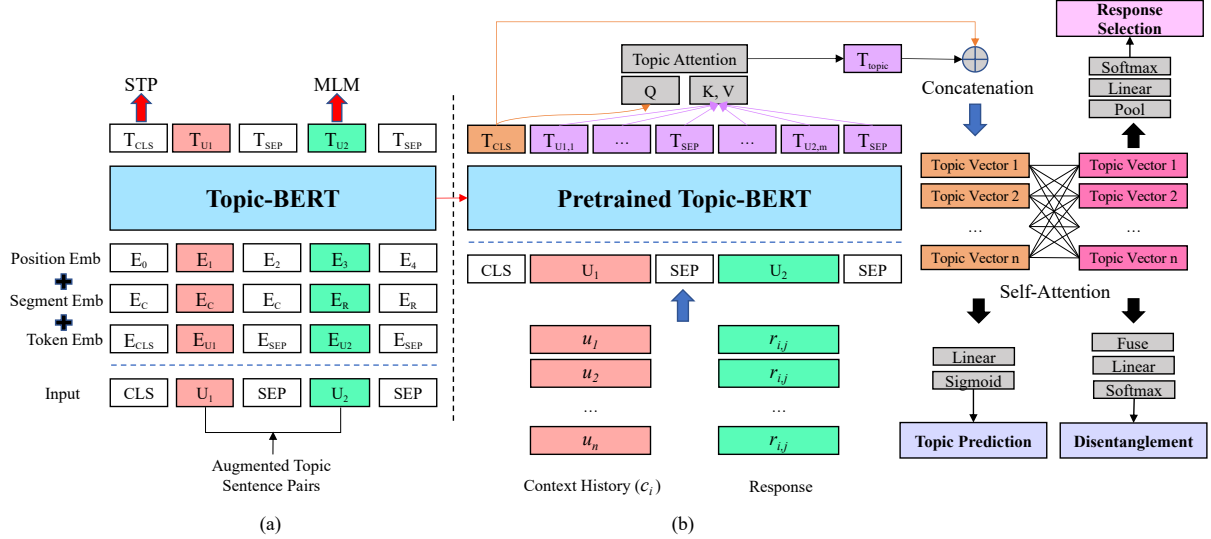 STP
MLM
T_CLS T_U1 T_SEP T_U2 T_SEP
Topic-BERT
Position Emb E_0 E_1 E_2 E_3 E_4
Segment Emb E_C E_C E_C E_R E_R
Token Emb E_CLS E_U1 E_SEP E_U2 E_SEP
Input CLS U_1 SEP U_2 SEP
Augmented Topic
Sentence Pairs
(a)
Topic Attention
T_topic
Q
K, V
T_CLS T_U1,1 ... T_SEP ... T_U2,m T_SEP
Pretrained Topic-BERT
CLS U_1 SEP U_2 SEP
u_1 r_i,j
u_2 r_i,j
... ...
u_n r_i,j
Context History (c_i)
Response
(b)
Concatenation
Response
Selection
Softmax
Linear
Pool
Topic Vector 1 Topic Vector 1
Topic Vector 2 Topic Vector 2
... ...
Topic Vector n Topic Vector n
Self-Attention
Linear
Sigmoid
Topic Prediction
Fuse
Linear
Softmax
Disentanglement